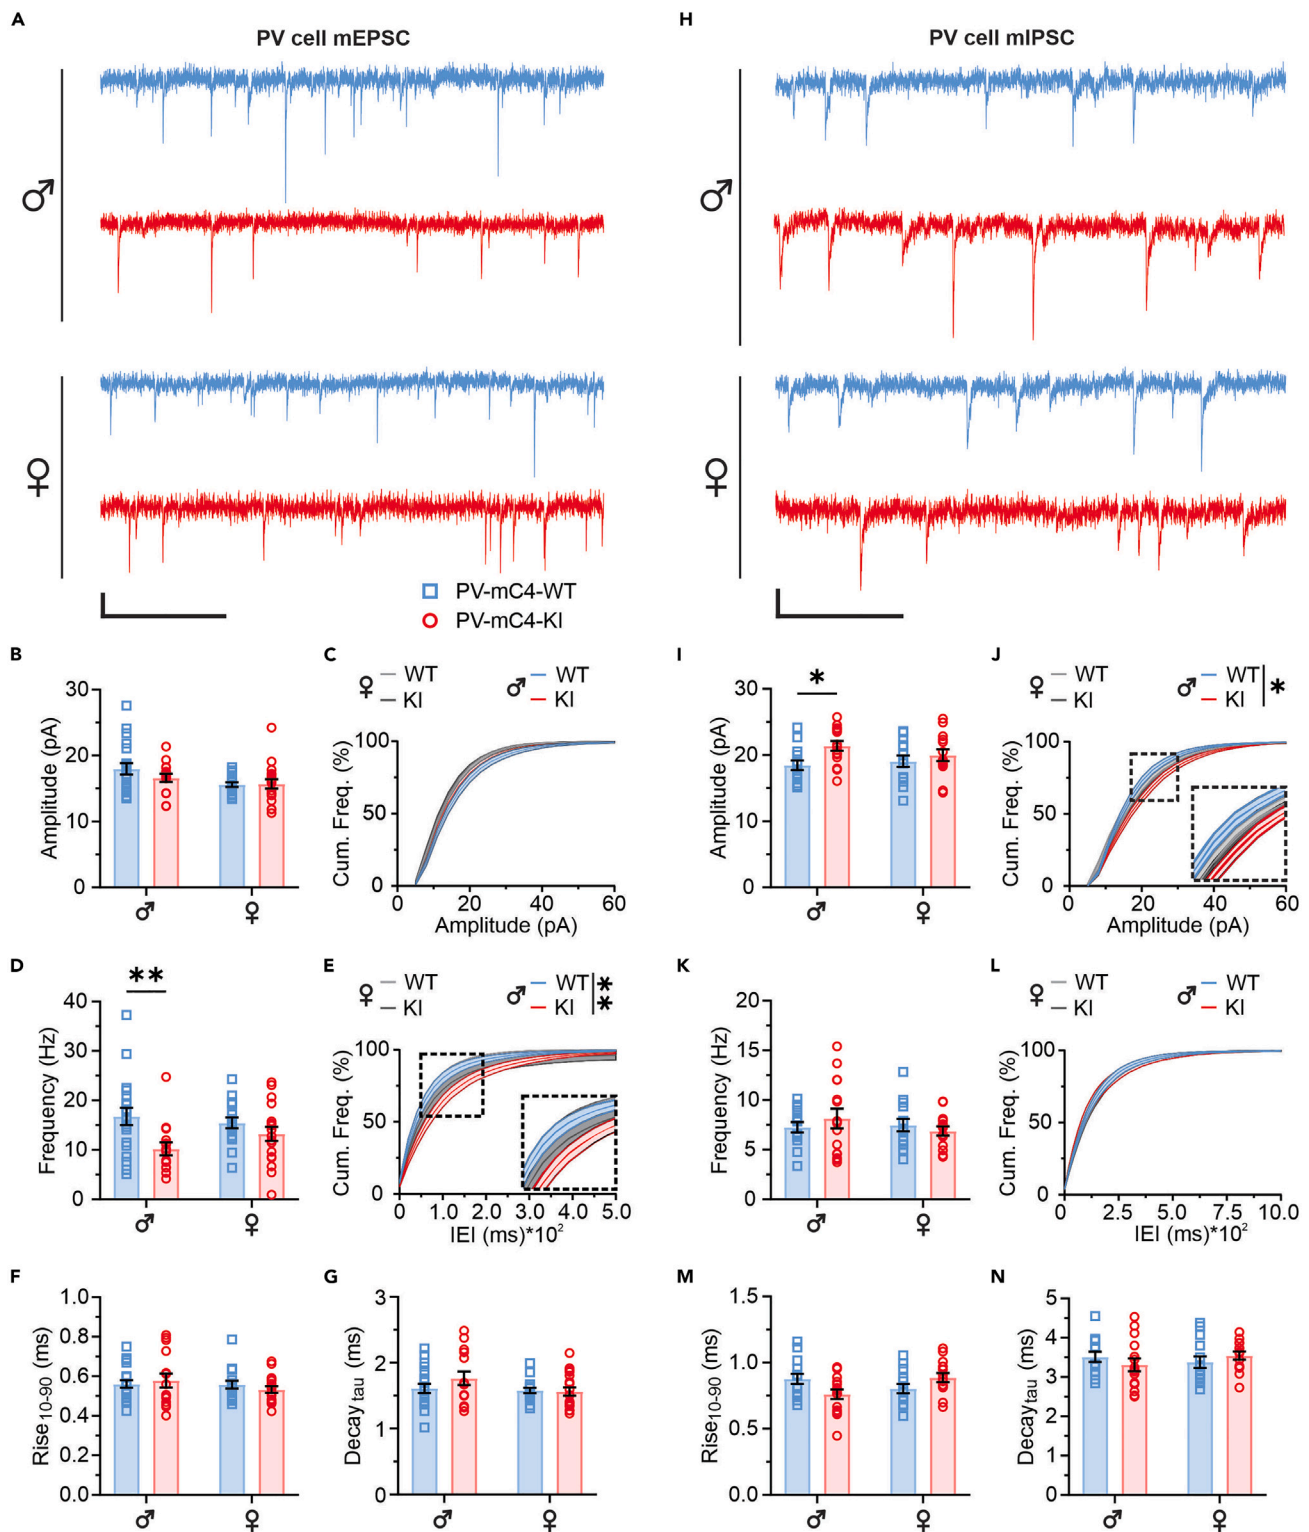 A
PV cell mEPSC
♂
♀
PV-mC4-WT
PV-mC4-KI
H
PV cell mIPSC
♂
♀
B
Amplitude (pA)
30
20
10
0
♂ ♀
C
♀ WT
KI
♂ WT
KI
Cum. Freq. (%)
100
50
0
0 20 40 60
Amplitude (pA)
I
*
Amplitude (pA)
30
20
10
0
♂ ♀
J
♀ WT
KI
♂ WT
KI
*
Cum. Freq. (%)
100
50
0
0 20 40 60
Amplitude (pA)
D
**
Frequency (Hz)
40
30
20
10
0
♂ ♀
E
♀ WT
KI
♂ WT
KI
**
Cum. Freq. (%)
100
50
0
0 1.0 2.0 3.0 4.0 5.0
IEI (ms)*10²
K
Frequency (Hz)
20
15
10
5
0
♂ ♀
L
♀ WT
KI
♂ WT
KI
Cum. Freq. (%)
100
50
0
0 2.5 5.0 7.5 10.0
IEI (ms)*10²
F
Rise10-90 (ms)
1.0
0.8
0.6
0.4
0.2
0.0
♂ ♀
G
Decay tau (ms)
3
2
1
0
♂ ♀
M
Rise10-90 (ms)
1.5
1.0
0.5
0.0
♂ ♀
N
Decaytau (ms)
5
4
3
2
1
0
♂ ♀